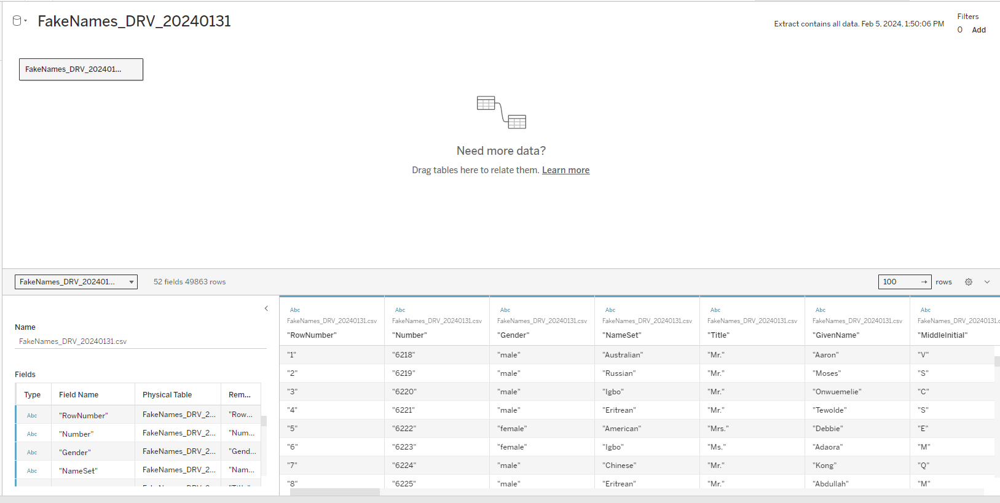 FakeNames_DRV_20240131
Extract contains all data. Feb 5, 2024, 1:50:06 PM
Filters
0 Add
FakeNames_DRV_202401...
Need more data?
Drag tables here to relate them. Learn more
FakeNames_DRV_202401... 52 fields 49863 rows 100 rows
Name
FakeNames_DRV_20240131.csv
Fields
Type Field Name Physical Table Rem...
Abc "RowNumber" FakeNames_DRV_2... "Row...
Abc "Number" FakeNames_DRV_2... "Num...
Abc "Gender" FakeNames_DRV_2... "Gend...
Abc "NameSet" FakeNames_DRV_2... "Nam...
Abc Abc Abc Abc Abc Abc Abc
FakeNames_DRV_20240131.csv FakeNames_DRV_20240131.csv FakeNames_DRV_20240131.csv FakeNames_DRV_20240131.csv FakeNames_DRV_20240131.csv FakeNames_DRV_20240131.csv FakeNames_DRV_20240131.c
"RowNumber" "Number" "Gender" "NameSet" "Title" "GivenName" "MiddleInitial"
"1" "6218" "male" "Australian" "Mr." "Aaron" "V"
"2" "6219" "male" "Russian" "Mr." "Moses" "S"
"3" "6220" "male" "Igbo" "Mr." "Onwuemelie" "C"
"4" "6221" "male" "Eritrean" "Mr." "Tewolde" "S"
"5" "6222" "female" "American" "Mrs." "Debbie" "E"
"6" "6223" "female" "Igbo" "Ms." "Adaora" "M"
"7" "6224" "male" "Chinese" "Mr." "Kong" "Q"
"8" "6225" "male" "Eritrean" "Mr." "Abdullah" "M"